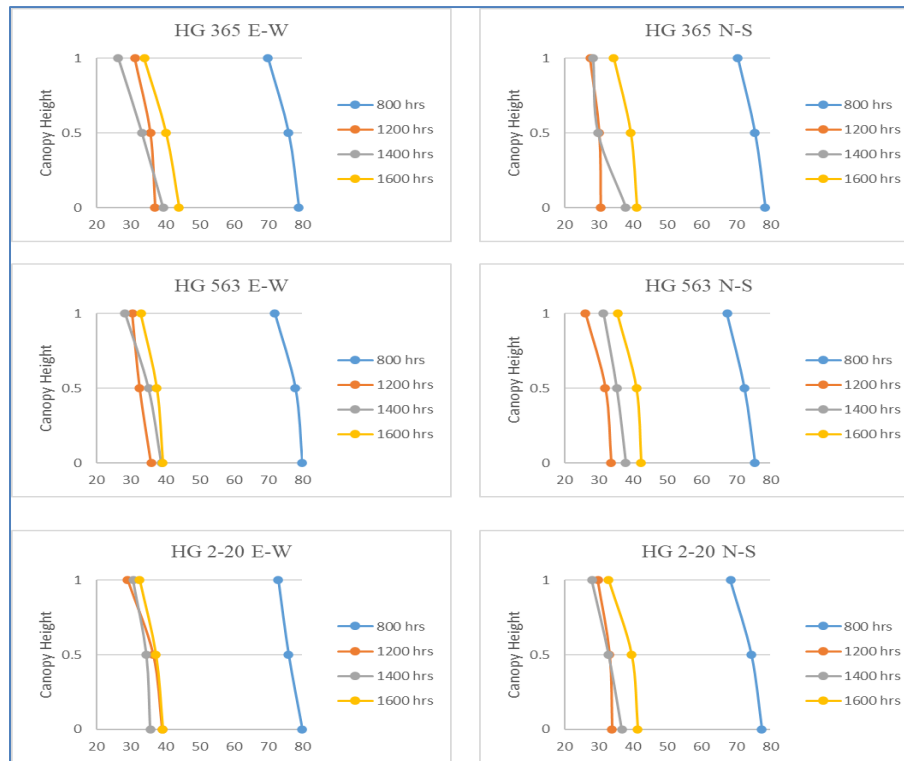 HG 365 E-W
Canopy Height
1
0.5
0
20 30 40 50 60 70 80
800 hrs
1200 hrs
1400 hrs
1600 hrs
HG 365 N-S
Canopy Height
1
0.5
0
20 30 40 50 60 70 80
800 hrs
1200 hrs
1400 hrs
1600 hrs
HG 563 E-W
Canopy Height
1
0.5
0
20 30 40 50 60 70 80
800 hrs
1200 hrs
1400 hrs
1600 hrs
HG 563 N-S
Canopy Height
1
0.5
0
20 30 40 50 60 70 80
800 hrs
1200 hrs
1400 hrs
1600 hrs
HG 2-20 E-W
Canopy Height
1
0.5
0
20 30 40 50 60 70 80
800 hrs
1200 hrs
1400 hrs
1600 hrs
HG 2-20 N-S
Canopy Height
1
0.5
0
20 30 40 50 60 70 80
800 hrs
1200 hrs
1400 hrs
1600 hrs